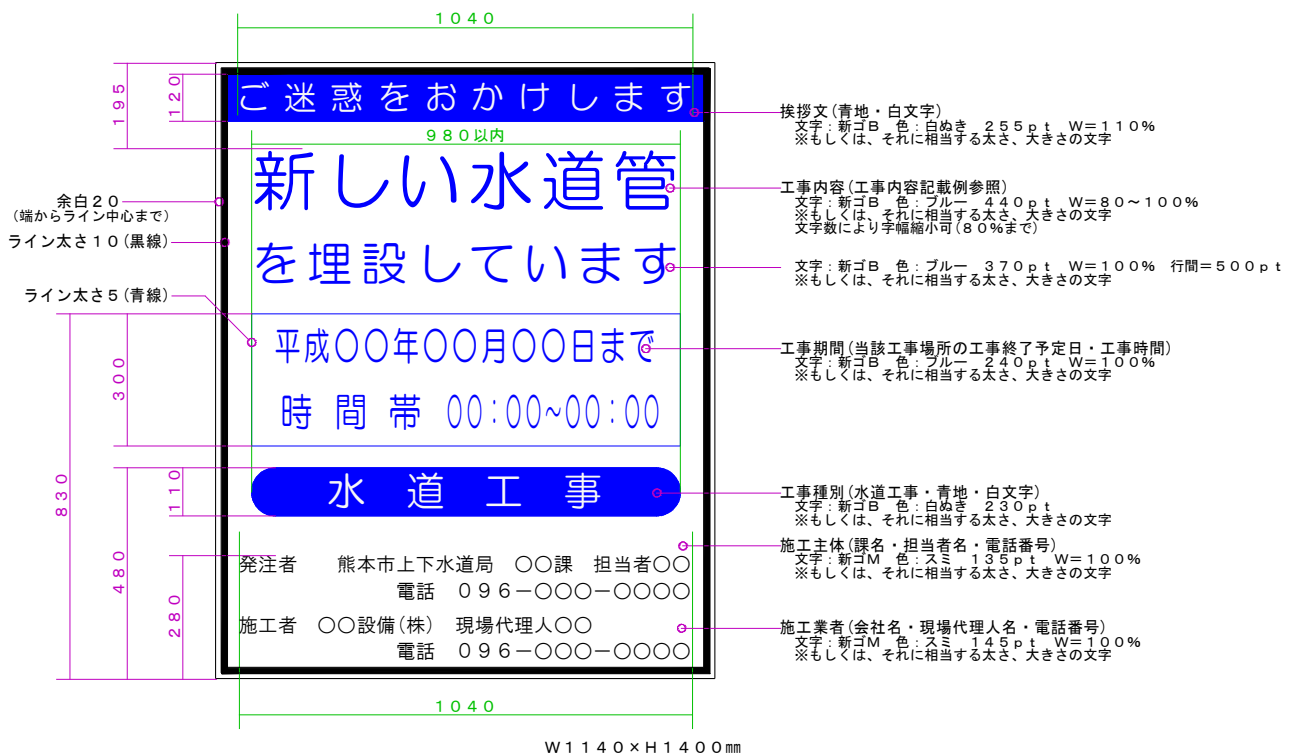 1040
195
120
ご迷惑をおかけします
挨拶文(青地・白文字)
文字:新ゴB 色:白ぬき 255pt W=110%
※もしくは、それに相当する太さ、大きさの文字
980以内
新しい水道管
工事内容(工事内容記載例参照)
文字:新ゴB 色:ブルー 440pt W=80~100%
※もしくは、それに相当する太さ、大きさの文字
文字数により字幅縮小可(80%まで)
余白20
(端からライン中心まで)
ライン太さ10(黒線)
を埋設しています
文字:新ゴB 色:ブルー 370pt W=100% 行間=500pt
※もしくは、それに相当する太さ、大きさの文字
ライン太さ5(青線)
平成〇〇年〇〇月〇〇日まで
工事期間(当該工事場所の工事終了予定日・工事時間)
文字:新ゴB 色:ブルー 240pt W=100%
※もしくは、それに相当する太さ、大きさの文字
300
時間帯 00:00~00:00
830
480
110
水道工事
工事種別(水道工事・青地・白文字)
文字:新ゴB 色:白ぬき 230pt
※もしくは、それに相当する太さ、大きさの文字
施工主体(課名・担当者名・電話番号)
文字:新ゴM 色:スミ 135pt W=100%
※もしくは、それに相当する太さ、大きさの文字
280
発注者 熊本市上下水道局 〇〇課 担当者〇〇
電話 096-〇〇〇-〇〇〇〇
施工者 〇〇設備(株) 現場代理人〇〇
電話 096-〇〇〇-〇〇〇〇
施工業者(会社名・現場代理人名・電話番号)
文字:新ゴM 色:スミ 145pt W=100%
※もしくは、それに相当する太さ、大きさの文字
1040
W1140×H1400㎜